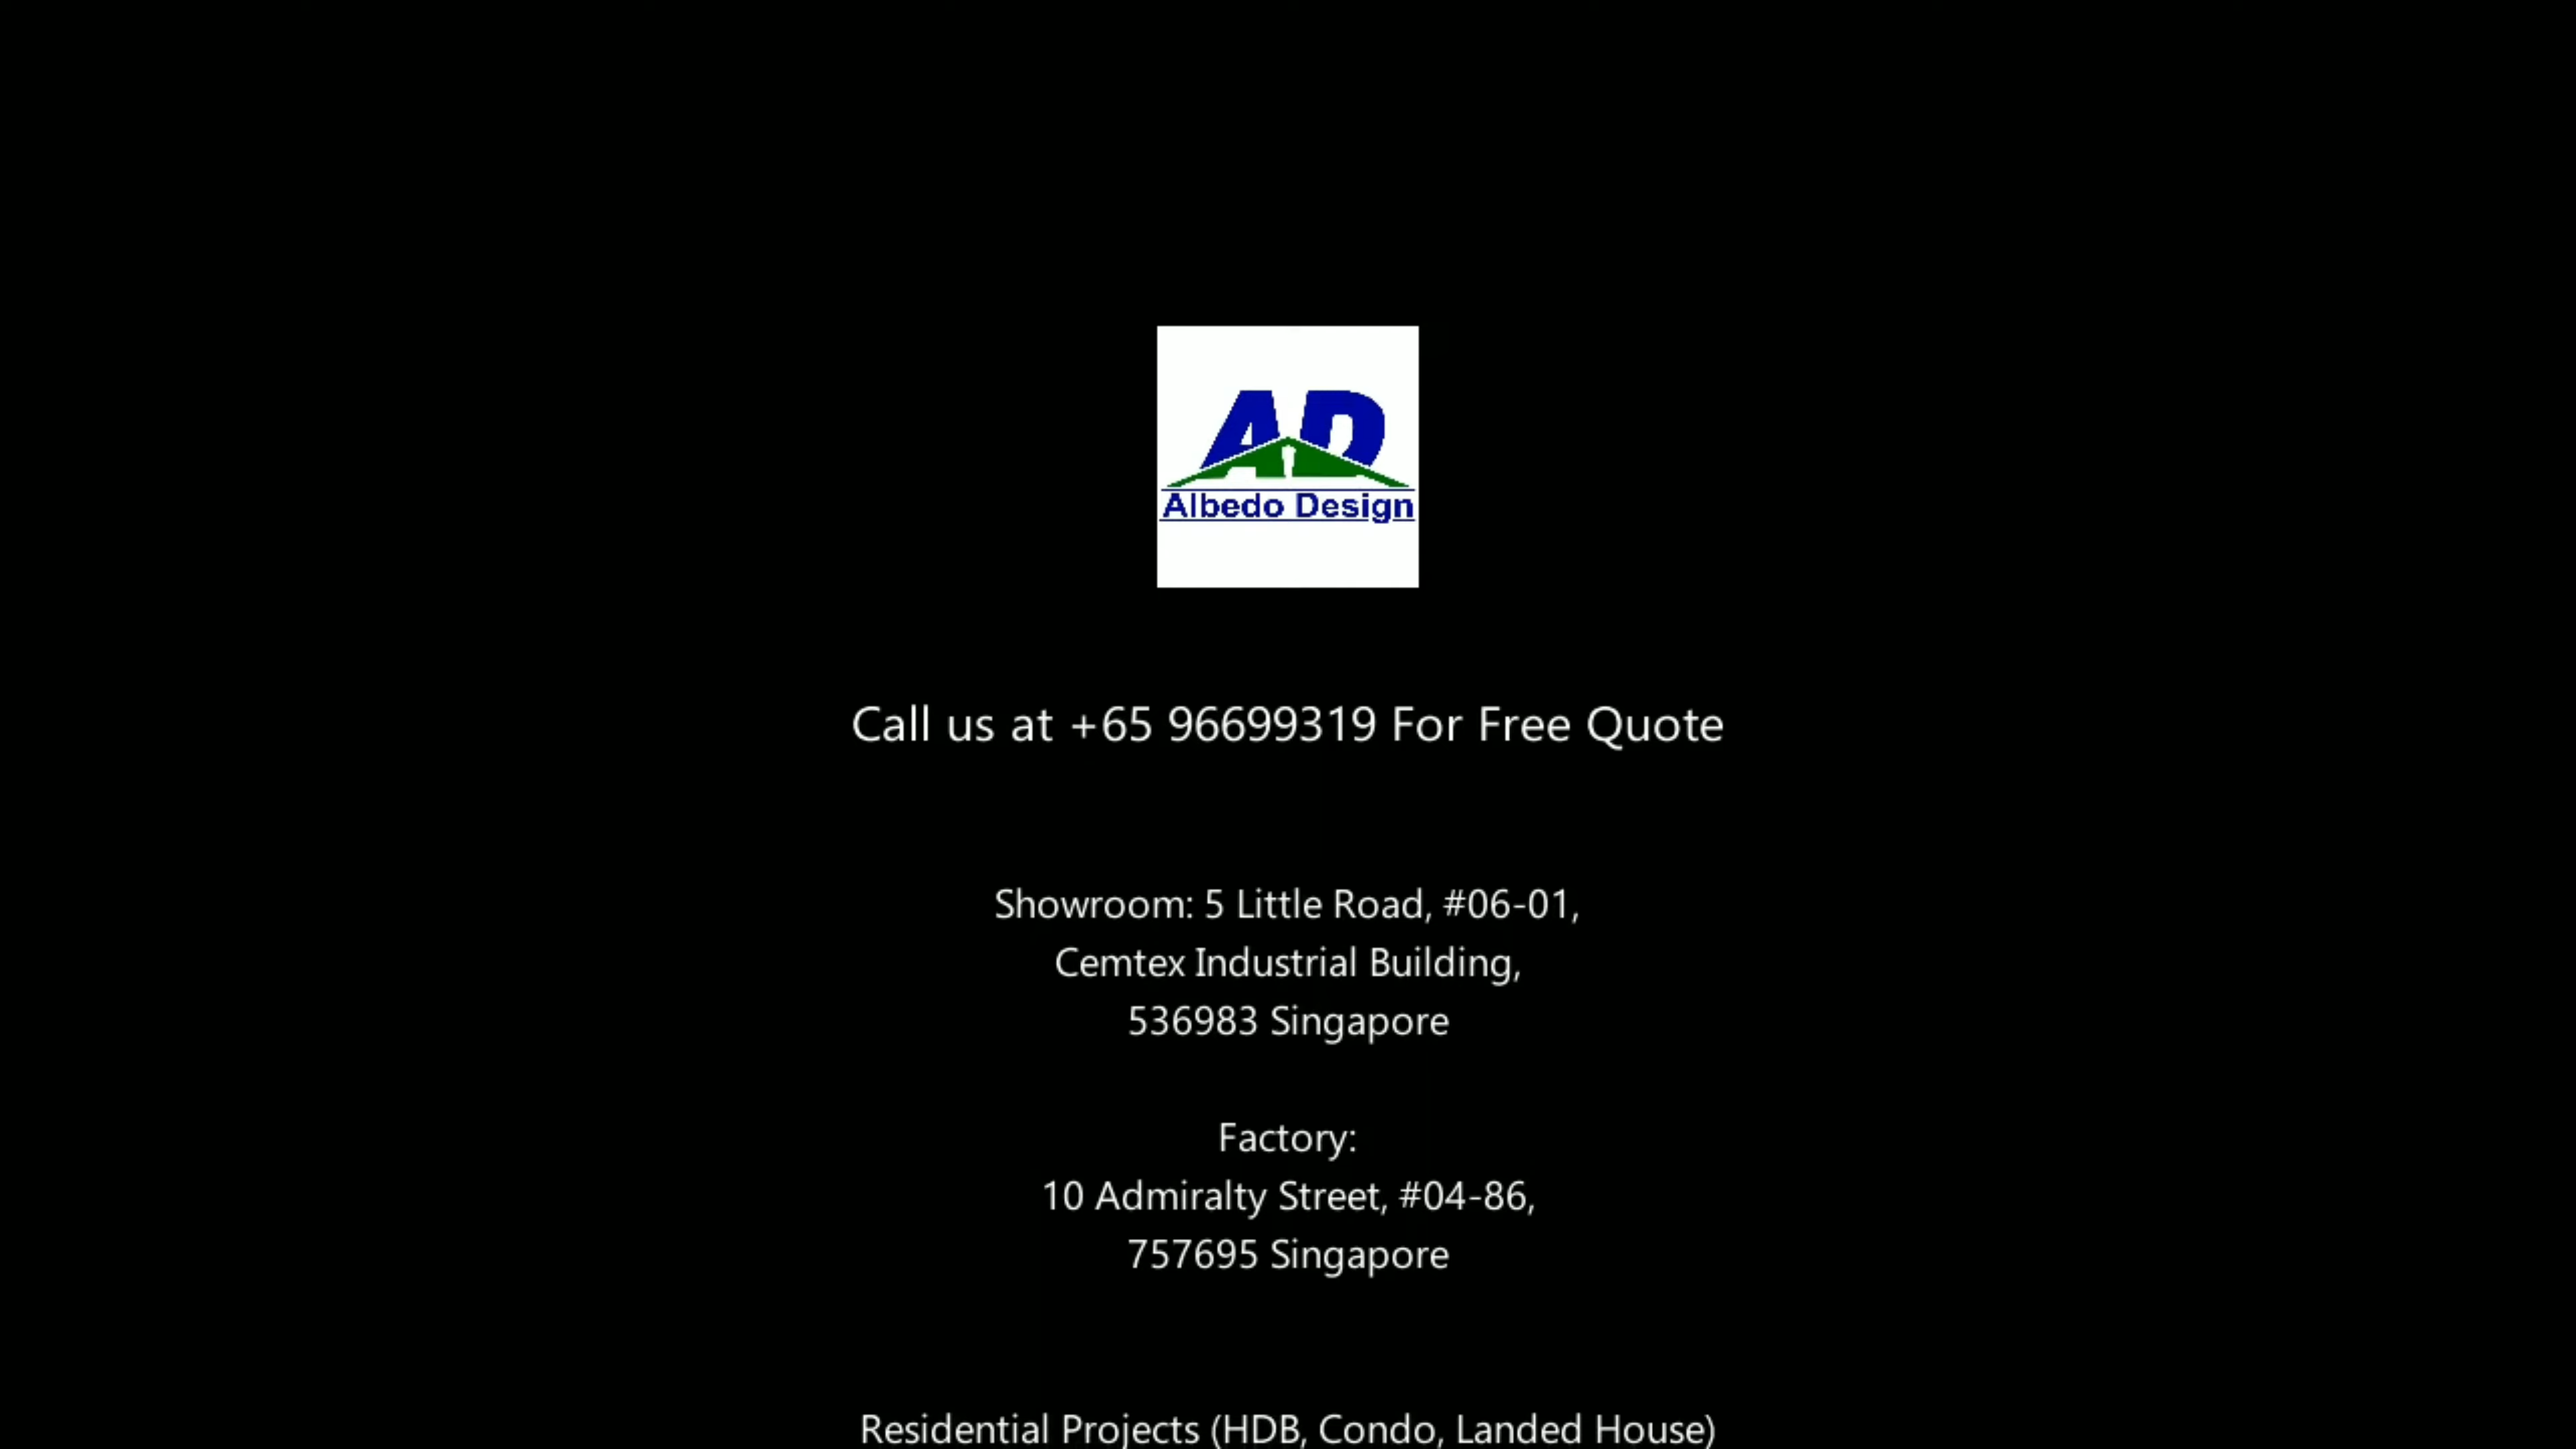 AD
Albedo Design
Call us at +65 96699319 For Free Quote
Showroom: 5 Little Road, #06-01,
Cemtex Industrial Building,
536983 Singapore
Factory:
10 Admiralty Street, #04-86,
757695 Singapore
Residential Projects (HDB, Condo, Landed House)